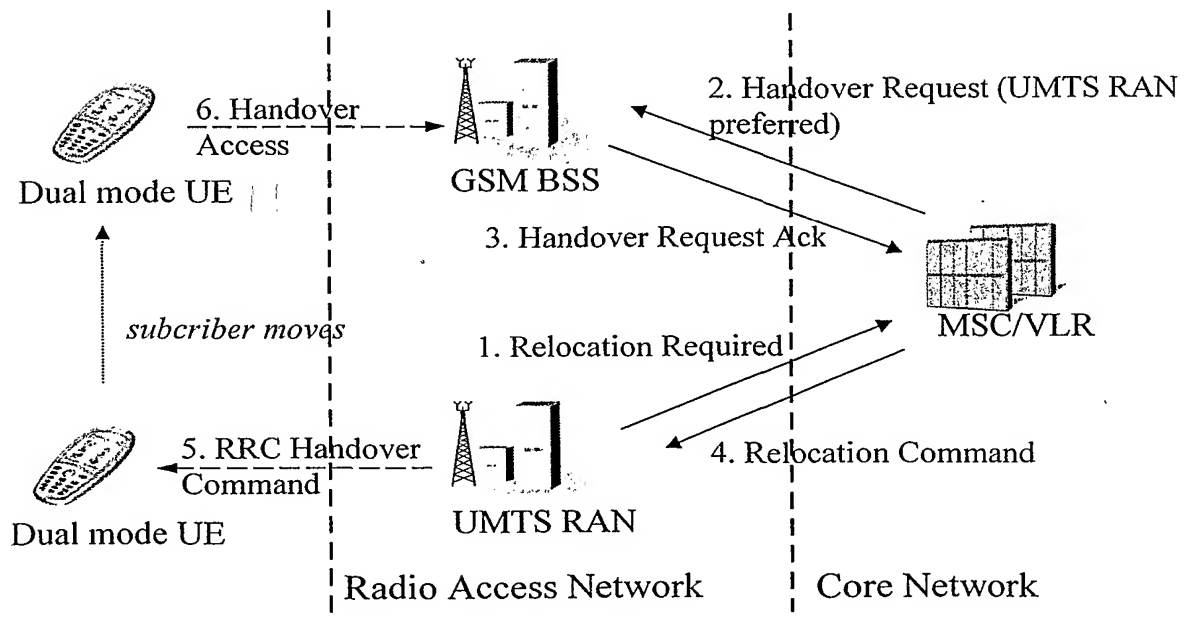 2. Handover Request (UMTS RAN
preferred)
6. Handover
Access
GSM BSS
Dual mode UE
3. Handover Request Ack
MSC/VLR
subcriber moves
1. Relocation Required
5. RRC Handover
Command
4. Relocation Command
UMTS RAN
Dual mode UE
Radio Access Network
Core Network